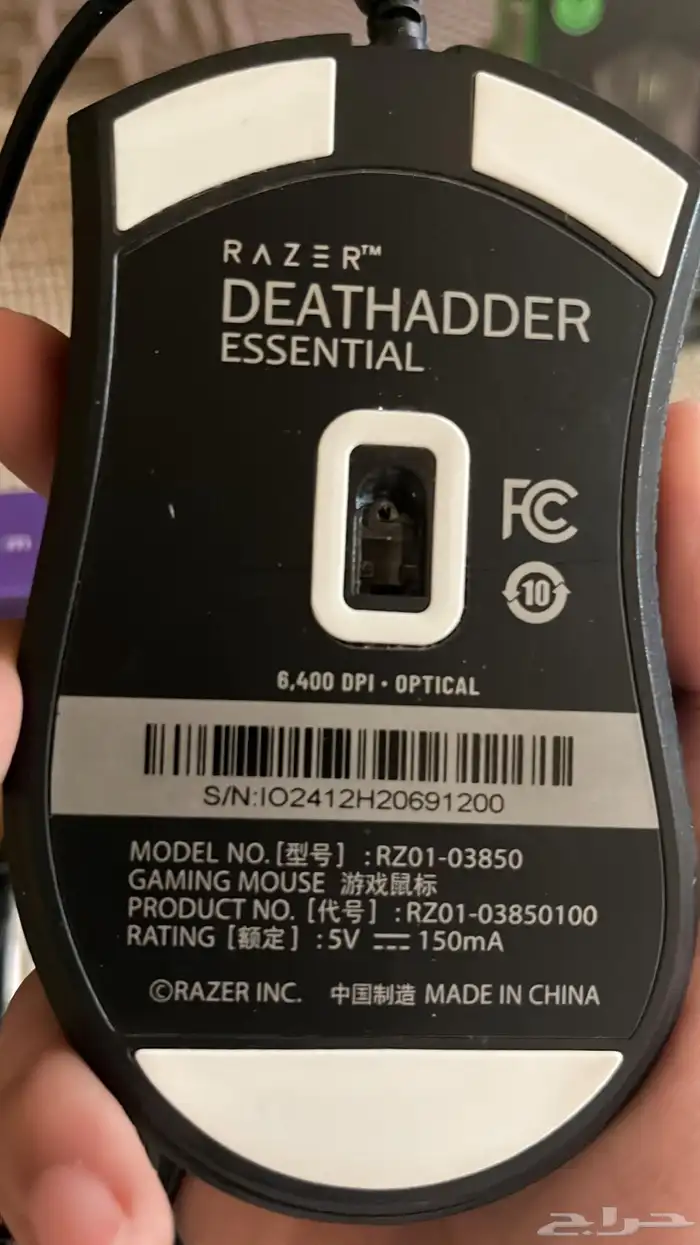 RAZER™
DEATHADDER
ESSENTIAL
FC
10
6,400 DPI • OPTICAL
S/N:IO2412H20691200
MODEL NO. [型号] : RZ01-03850
GAMING MOUSE 游戏鼠标
PRODUCT NO. [代号] : RZ01-03850100
RATING [额定] : 5V ⎓ 150mA
©RAZER INC. 中国制造 MADE IN CHINA
حراج